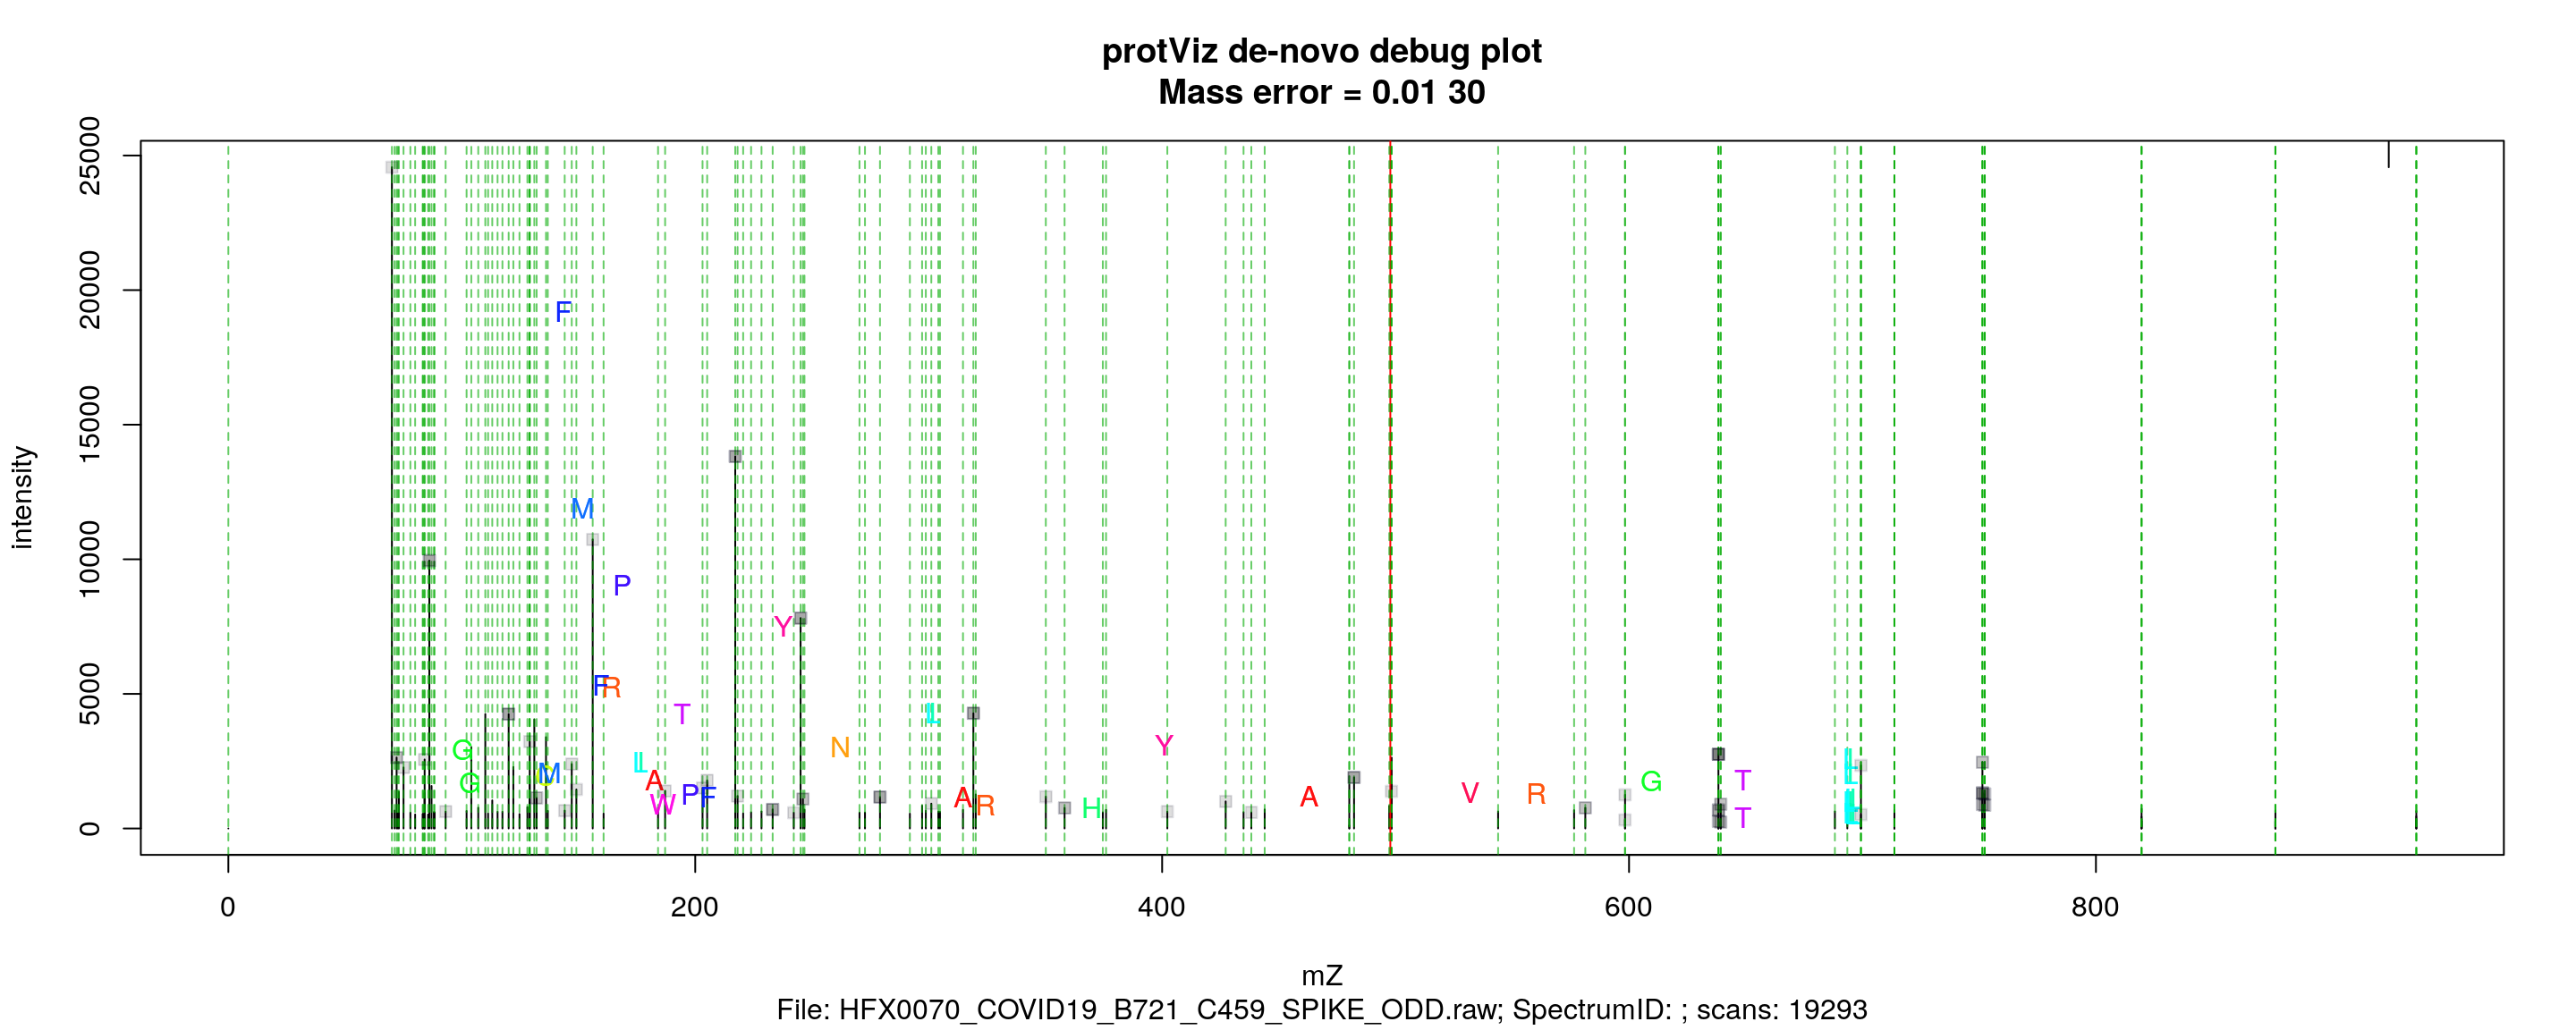 protViz de-novo debug plot
Mass error = 0.01 30
intensity
25000
20000
15000
10000
5000
0
F
M
P
Y
F R
T
G
G
M
L
A
W
P F
N
L
A R
Y
H
A
V
R
G
T
T
L
L
0 200 400 600 800
mZ
File: HFX0070_COVID19_B721_C459_SPIKE_ODD.raw; SpectrumID: ; scans: 19293